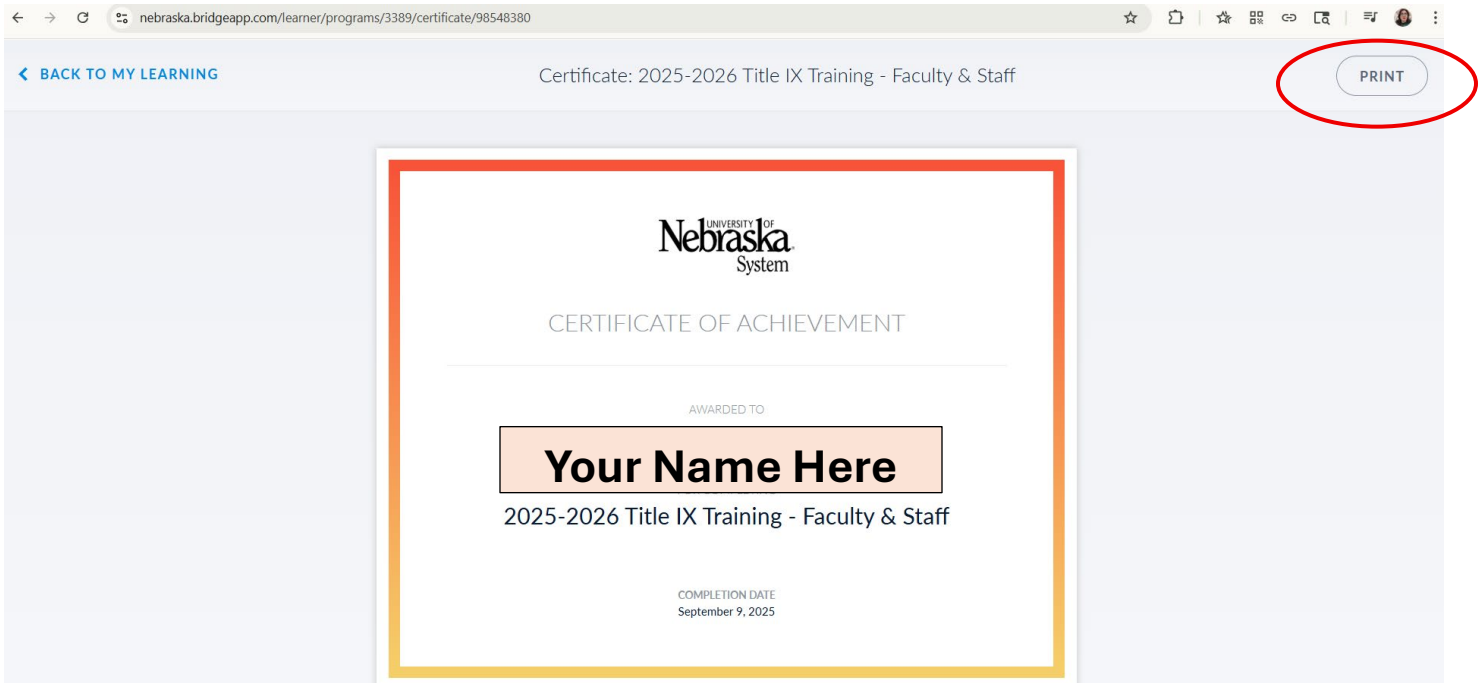 nebraska.bridgeapp.com/learner/programs/3389/certificate/98548380
BACK TO MY LEARNING
Certificate: 2025-2026 Title IX Training - Faculty & Staff
PRINT
UNIVERSITY OF
Nebraska
System
CERTIFICATE OF ACHIEVEMENT
AWARDED TO
Your Name Here
2025-2026 Title IX Training - Faculty & Staff
COMPLETION DATE
September 9, 2025